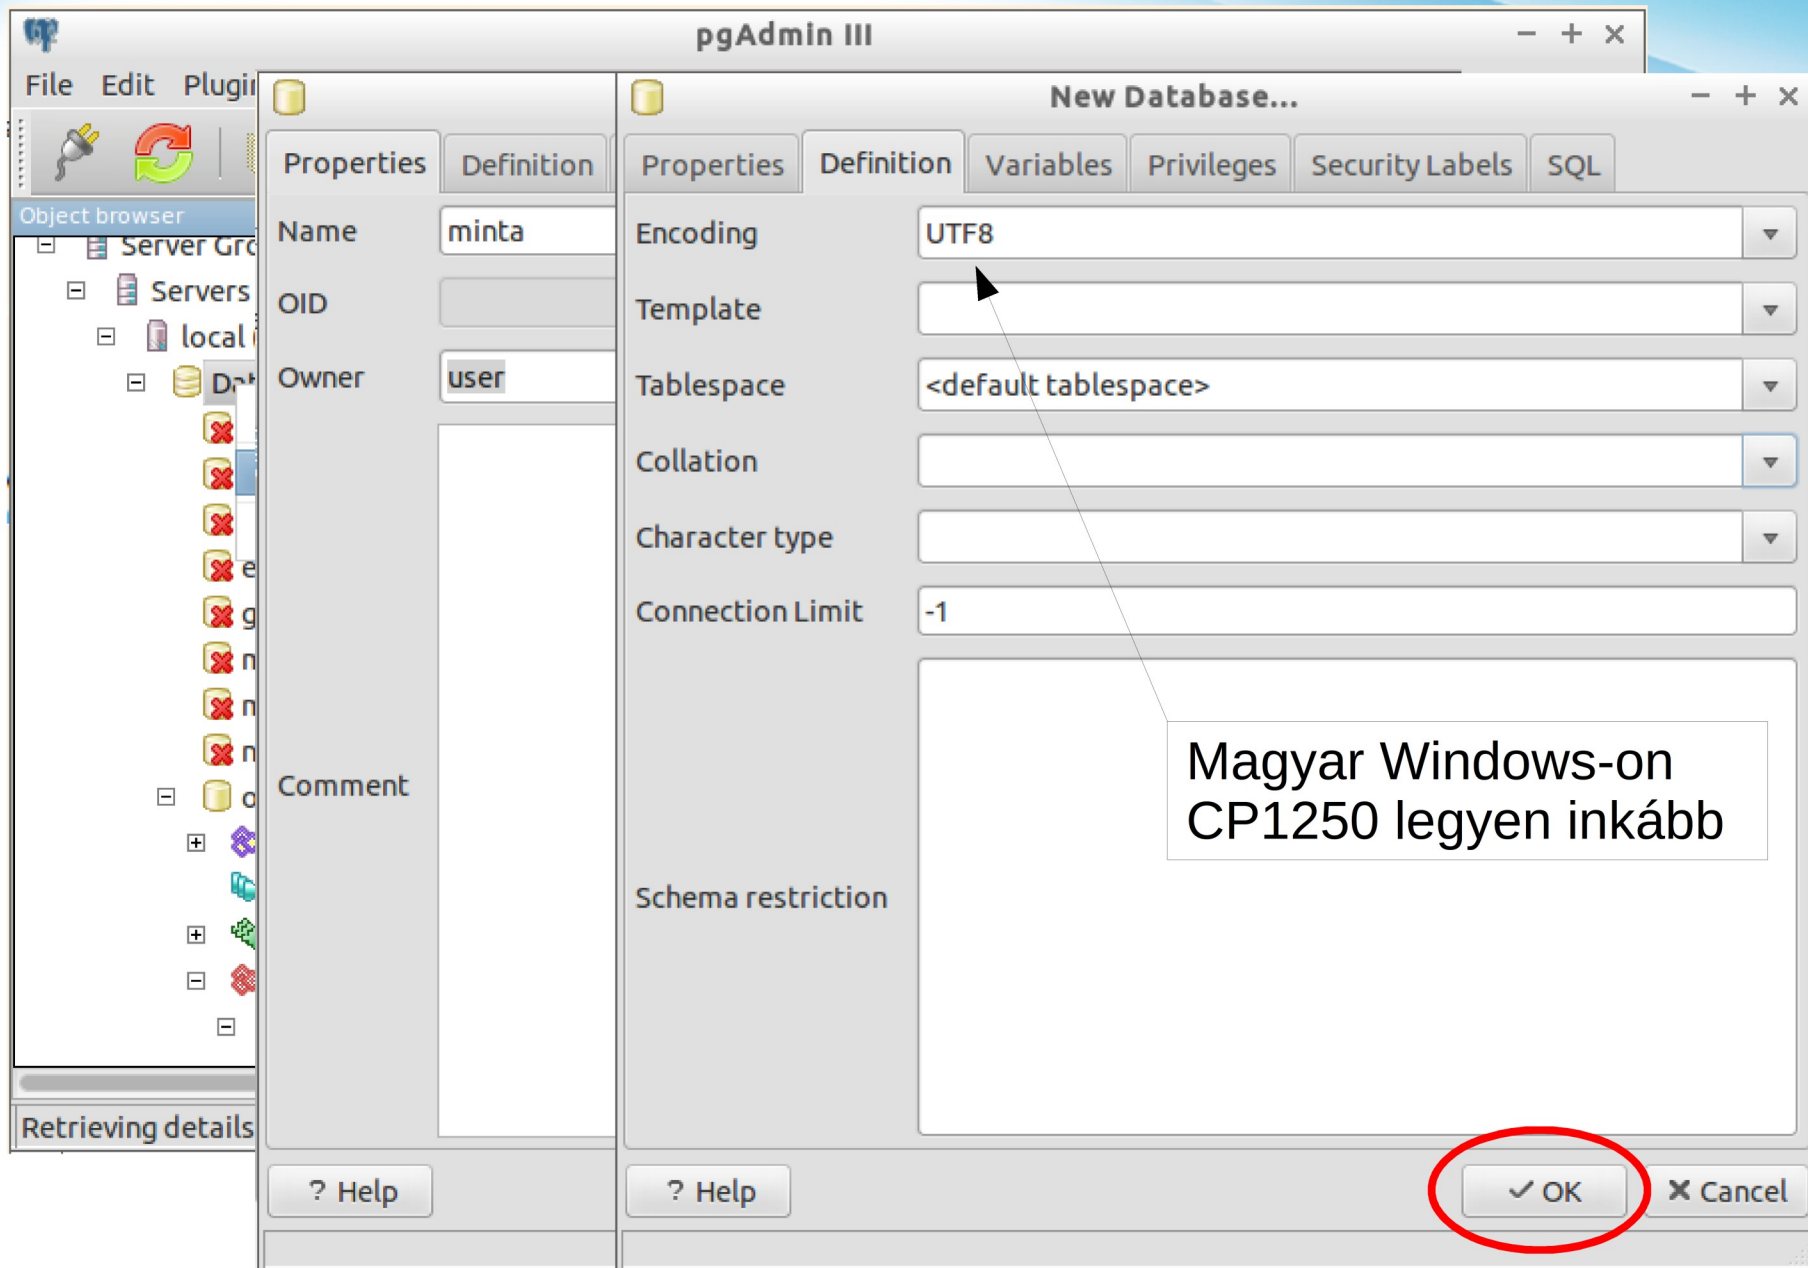 pgAdmin III
File Edit
Object browser
Servers
local
Retrieving details
Properties Definition
Name minta
OID
Owner user
Comment
? Help
New Database...
Properties Definition Variables Privileges Security Labels SQL
Encoding UTF8
Template
Tablespace <default tablespace>
Collation
Character type
Connection Limit -1
Schema restriction
Magyar Windows-on
CP1250 legyen inkább
? Help OK Cancel